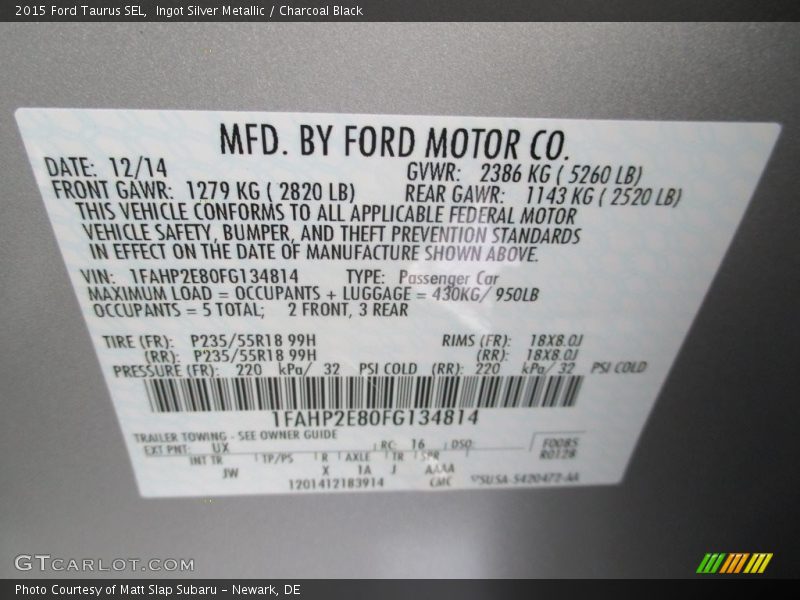 2015 Ford Taurus SEL,  Ingot Silver Metallic / Charcoal Black
MFD. BY FORD MOTOR CO.
DATE: 12/14 GVWR: 2386 KG ( 5260 LB)
FRONT GAWR: 1279 KG ( 2820 LB) REAR GAWR: 1143 KG ( 2520 LB)
THIS VEHICLE CONFORMS TO ALL APPLICABLE FEDERAL MOTOR
VEHICLE SAFETY, BUMPER, AND THEFT PREVENTION STANDARDS
IN EFFECT ON THE DATE OF MANUFACTURE SHOWN ABOVE.
VIN: 1FAHP2E80FG134814 TYPE: Passenger Car
MAXIMUM LOAD = OCCUPANTS + LUGGAGE = 430KG/ 950LB
OCCUPANTS = 5 TOTAL; 2 FRONT, 3 REAR
TIRE (FR): P235/55R18 99H RIMS (FR): 18X8.0J
(RR): P235/55R18 99H (RR): 18X8.0J
PRESSURE (FR): 220 kPa/ 32 PSI COLD (RR): 220 kPa/ 32 PSI COLD
1FAHP2E80FG134814
TRAILER TOWING - SEE OWNER GUIDE
EXT PNT: UX RC: 16 DSO: F0085
R0128
INT TR TP/PS R AXLE TR SPR
JW X 1A J AAAA
1201412183914 CMC
GTCARLOT.COM
Photo Courtesy of Matt Slap Subaru - Newark, DE